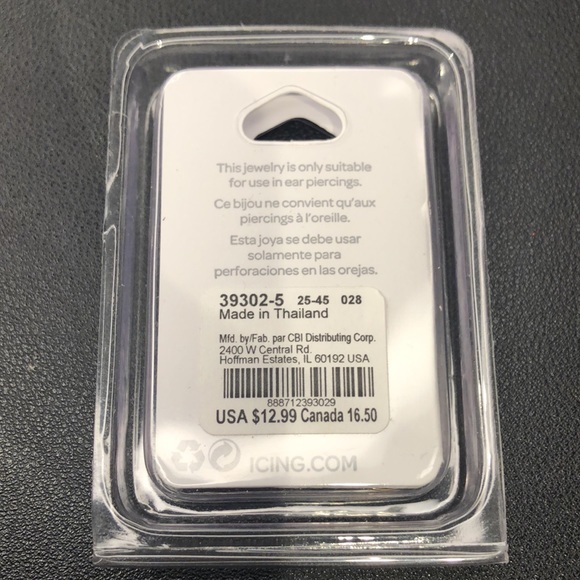 This jewelry is only suitable
for use in ear piercings.
Ce bijou ne convient qu'aux
piercings à l'oreille.
Esta joya se debe usar
solamente para
perforaciones en las orejas.
39302-5 25-45 028
Made in Thailand
Mfd. by/Fab. par CBI Distributing Corp.
2400 W Central Rd.
Hoffman Estates, IL 60192 USA
888712393029
USA $12.99 Canada 16.50
ICING.COM